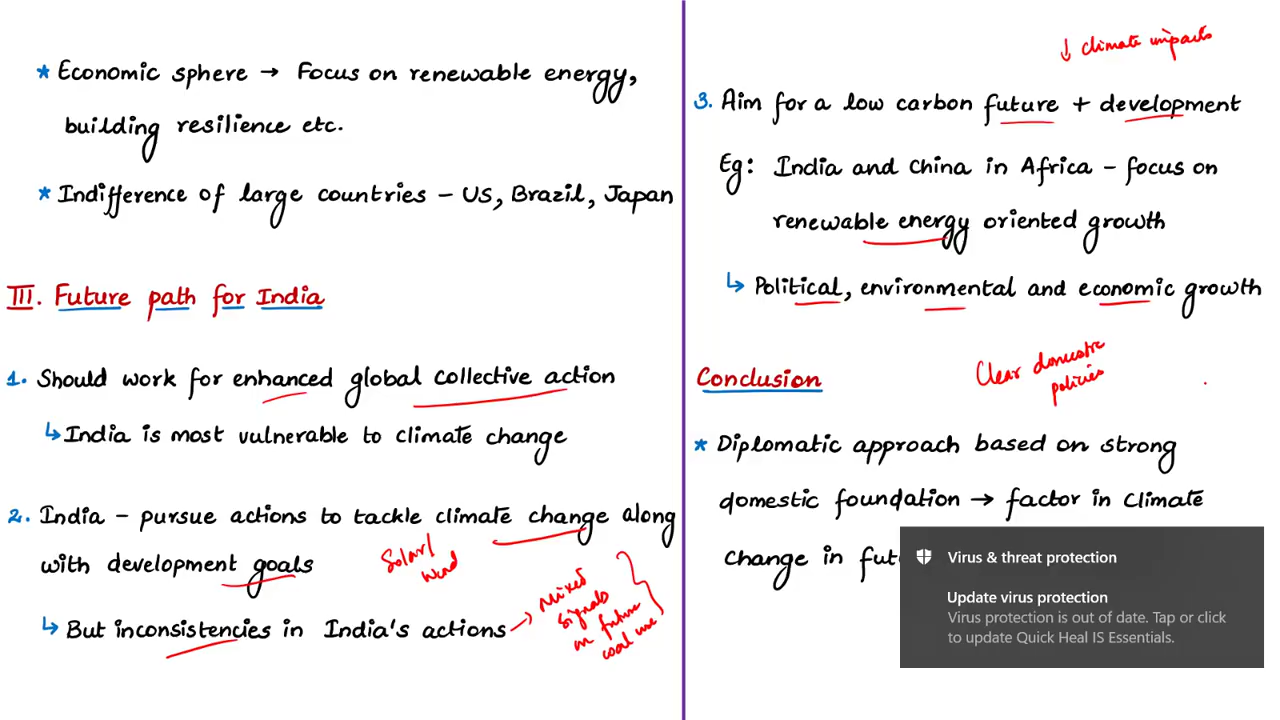 * Economic sphere → Focus on renewable energy,
building resilience etc.
* Indifference of large countries - US, Brazil, Japan
III. Future path for India
1. Should work for enhanced global collective action
↳ India is most vulnerable to climate change
2. India - pursue actions to tackle climate change along
with development goals
Solar/
wind
↳ But inconsistencies in India's actions →
mixed
signals
on future
coal use
↓ climate impacts
3. Aim for a low carbon future + development
Eg: India and China in Africa - focus on
renewable energy oriented growth
↳ Political, environmental and economic growth
Clear domestic
policies
Conclusion
* Diplomatic approach based on strong
domestic foundation → factor in climate
change in fut
Virus & threat protection
Update virus protection
Virus protection is out of date. Tap or click
to update Quick Heal IS Essentials.